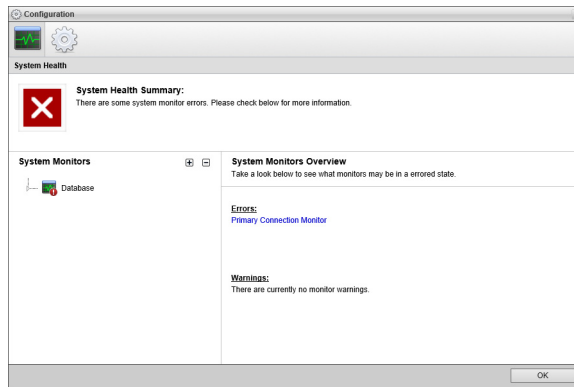 Configuration
System Health
System Health Summary:
There are some system monitor errors. Please check below for more information.
System Monitors
Database
System Monitors Overview
Take a look below to see what monitors may be in a errored state.
Errors:
Primary Connection Monitor
Warnings:
There are currently no monitor warnings.
OK